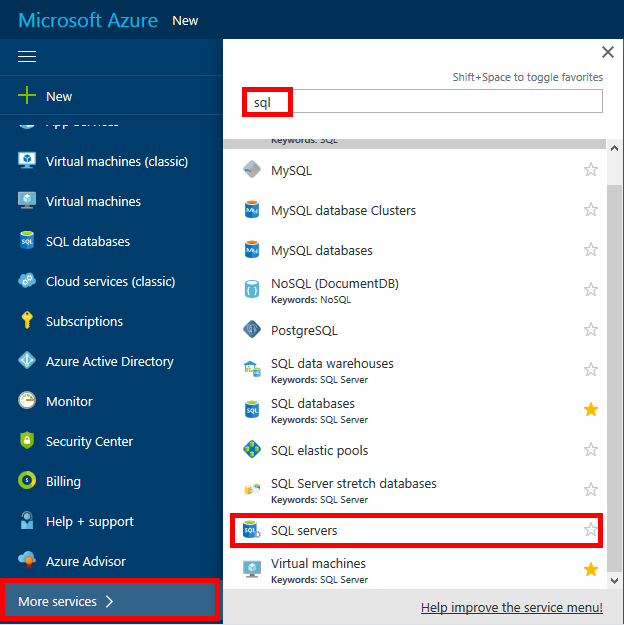 Microsoft Azure New
New
App Services
Virtual machines (classic)
Virtual machines
SQL databases
Cloud services (classic)
Subscriptions
Azure Active Directory
Monitor
Security Center
Billing
Help + support
Azure Advisor
More services
Shift+Space to toggle favorites
sql
Keywords: SQL
MySQL
MySQL database Clusters
MySQL databases
NoSQL (DocumentDB)
Keywords: NoSQL
PostgreSQL
SQL data warehouses
Keywords: SQL Server
SQL databases
Keywords: SQL Server
SQL elastic pools
SQL Server stretch databases
Keywords: SQL Server
SQL servers
Virtual machines
Keywords: SQL Server
Help improve the service menu!